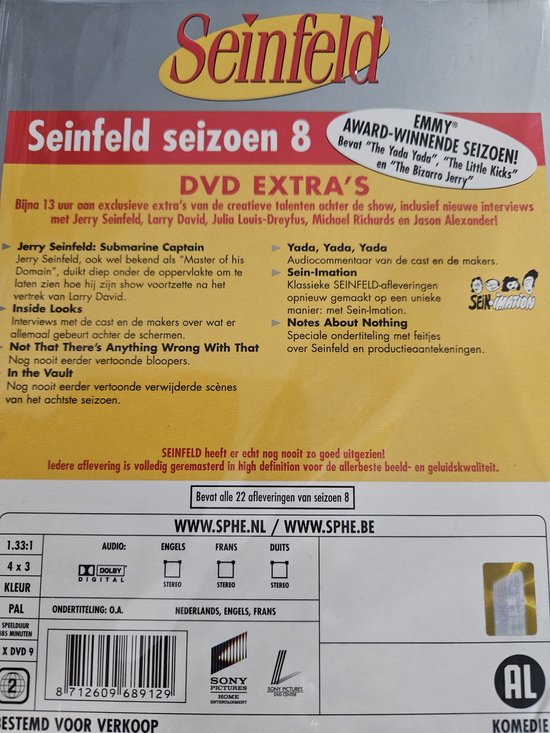 Seinfeld
Seinfeld seizoen 8
EMMY®
AWARD-WINNENDE SEIZOEN!
Bevat "The Yada Yada", "The Little Kicks"
en "The Bizarro Jerry"
DVD EXTRA'S
Bijna 13 uur aan exclusieve extra's van de creatieve talenten achter de show, inclusief nieuwe interviews
met Jerry Seinfeld, Larry David, Julia Louis-Dreyfus, Michael Richards en Jason Alexander!
Jerry Seinfeld: Submarine Captain
Jerry Seinfeld, ook wel bekend als "Master of his
Domain", duikt diep onder de oppervlakte om te
laten zien hoe hij zijn show voortzette na het
vertrek van Larry David.
Inside Looks
Interviews met de cast en de makers over wat er
allemaal gebeurt achter de schermen.
Not That There's Anything Wrong With That
Nog nooit eerder vertoonde bloopers.
In the Vault
Nog nooit eerder vertoonde verwijderde scènes
van het achtste seizoen.
Yada, Yada, Yada
Audiocommentaar van de cast en de makers.
Sein-Imation
Klassieke SEINFELD-afleveringen
opnieuw gemaakt op een unieke
manier: met Sein-Imation.
SEIN-IMATION
Notes About Nothing
Speciale ondertiteling met feitjes
over Seinfeld en productieaantekeningen.
SEINFELD heeft er echt nog nooit zo goed uitgezien!
Iedere aflevering is volledig geremasterd in high definition voor de allerbeste beeld- en geluidskwaliteit.
Bevat alle 22 afleveringen van seizoen 8
WWW.SPHE.NL / WWW.SPHE.BE
1.33:1
4 x 3
KLEUR
PAL
SPEELDUUR
485 MINUTEN
X DVD 9
2
AUDIO:
ENGELS
FRANS
DUITS
DOLBY
DIGITAL
STEREO
STEREO
STEREO
ONDERTITELING: O.A.
NEDERLANDS, ENGELS, FRANS
8 712609 689129
SONY
PICTURES
HOME
ENTERTAINMENT
SONY PICTURES
DVD CENTER
AL
BESTEMD VOOR VERKOOP
KOMEDIE